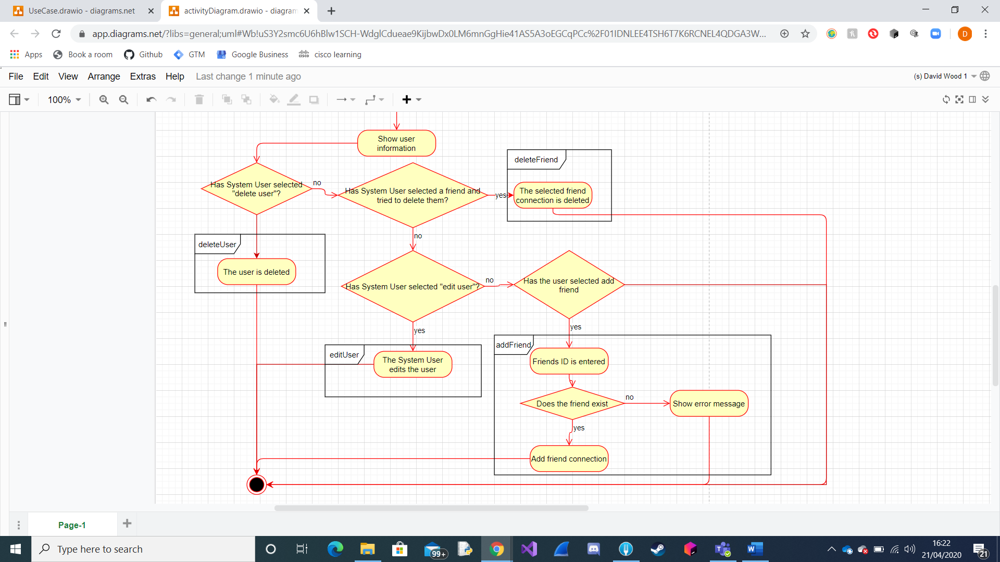 UseCase.drawio - diagrams.net
activityDiagram.drawio - diagram
app.diagrams.net/?libs=general;uml#Wb!uS3Y2smc6U6hBlw1SCH-WdglCdueae9KijbwDx0LM6mnGgHie41AS5A3oEGCqPCc%2F01IDNLEE4TSH6T7K6RCNEL4QDGA3W...
D
Apps
Book a room
Github
GTM
Google Business
cisco learning
File
Edit
View
Arrange
Extras
Help
Last change 1 minute ago
(s) David Wood 1
100%
Show user
information
deleteFriend
Has System User selected
"delete user"?
no
Has System User selected a friend and
tried to delete them?
yes
The selected friend
connection is deleted
no
deleteUser
The user is deleted
Has System User selected "edit user"?
no
Has the user selected add
friend
yes
yes
editUser
The System User
edits the user
addFriend
Friends ID is entered
Does the friend exist
no
Show error message
yes
Add friend connection
Page-1
Type here to search
99+
16:22
21/04/2020
21